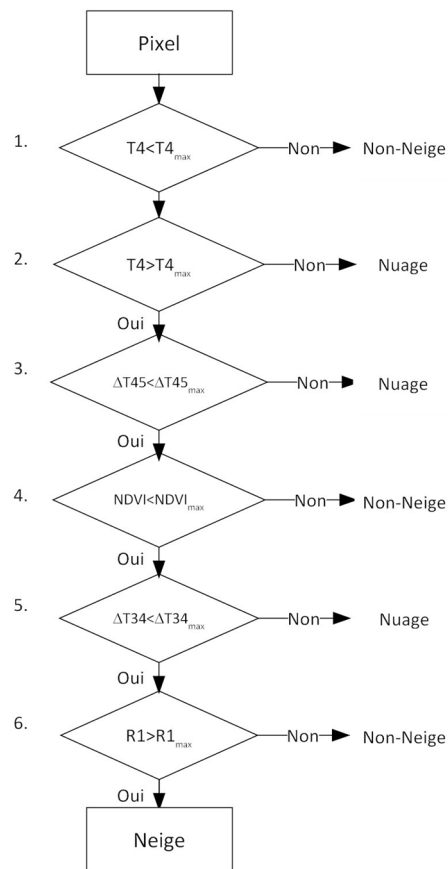 Pixel
1.
T4<T4max
Non
Non-Neige
2.
T4>T4max
Non
Nuage
Oui
3.
ΔT45<ΔT45max
Non
Nuage
Oui
4.
NDVI<NDVImax
Non
Non-Neige
Oui
5.
ΔT34<ΔT34max
Non
Nuage
Oui
6.
R1>R1max
Non
Non-Neige
Oui
Neige